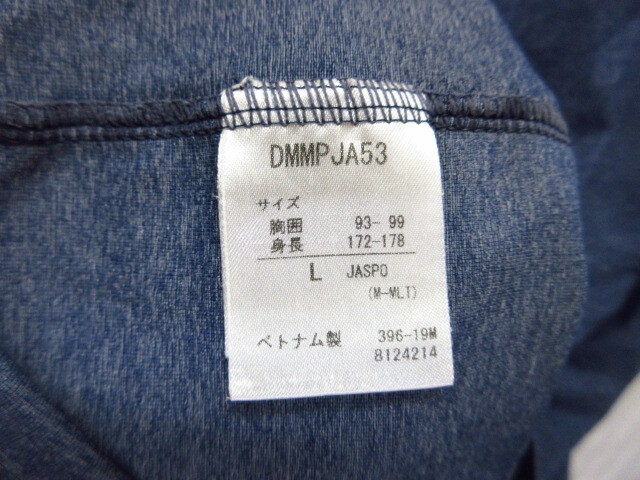 DMMPJA53
サイズ
胸囲 93-99
身長 172-178
L JASPO
(M-MLT)
ベトナム製 396-19M
8124214